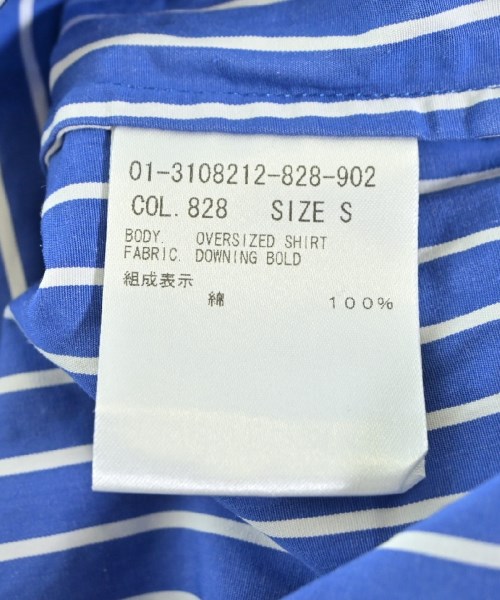 01-3108212-828-902
COL. 828 SIZE S
BODY. OVERSIZED SHIRT
FABRIC. DOWNING BOLD
組成表示
綿 100%